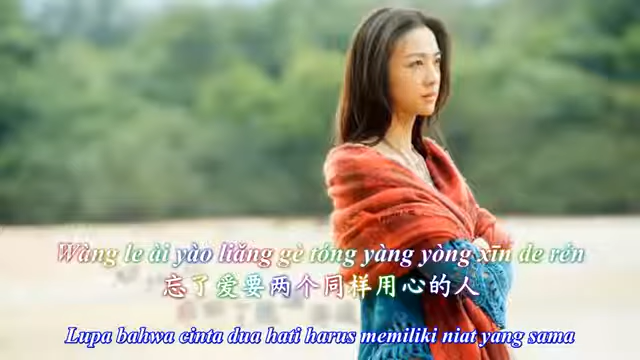 Wàng le ài yào liǎng gè tóng yàng yòng xīn de rén
忘了爱要两个同样用心的人
Lupa bahwa cinta dua hati harus memiliki niat yang sama